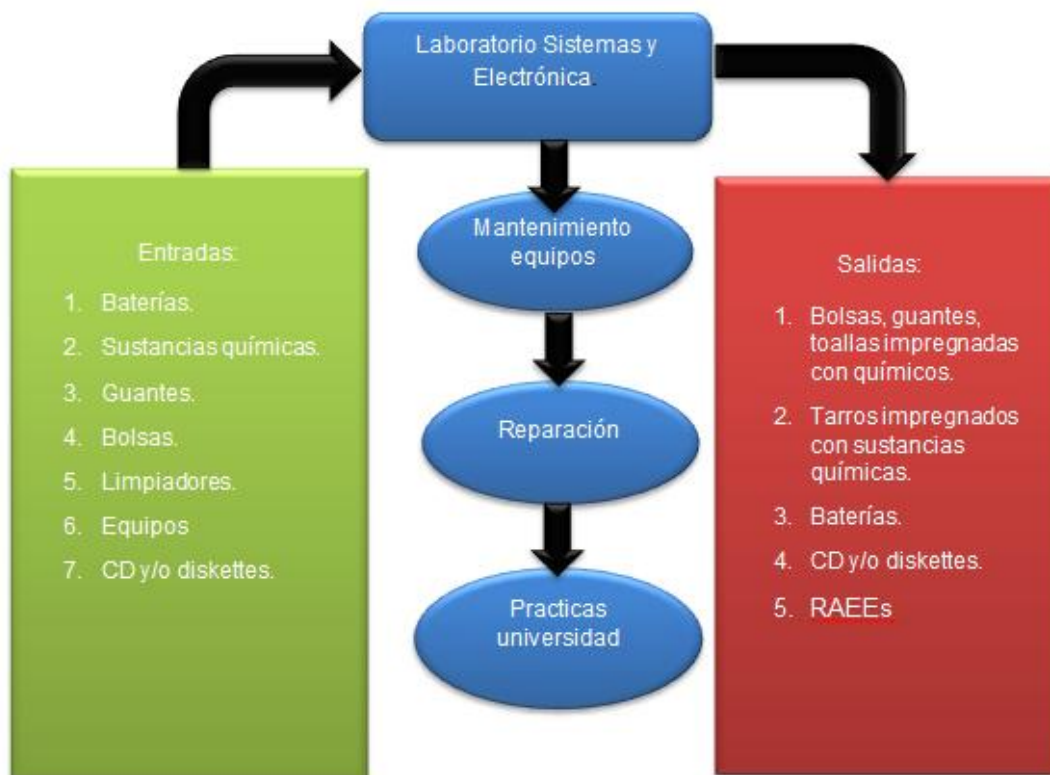 Laboratorio Sistemas y
Electrónica.
Mantenimiento
equipos
Reparación
Practicas
universidad
Entradas:
1. Baterías.
2. Sustancias químicas.
3. Guantes.
4. Bolsas.
5. Limpiadores.
6. Equipos
7. CD y/o diskettes.
Salidas:
1. Bolsas, guantes,
toallas impregnadas
con químicos.
2. Tarros impregnados
con sustancias
químicas.
3. Baterías.
4. CD y/o diskettes.
5. RAEEs